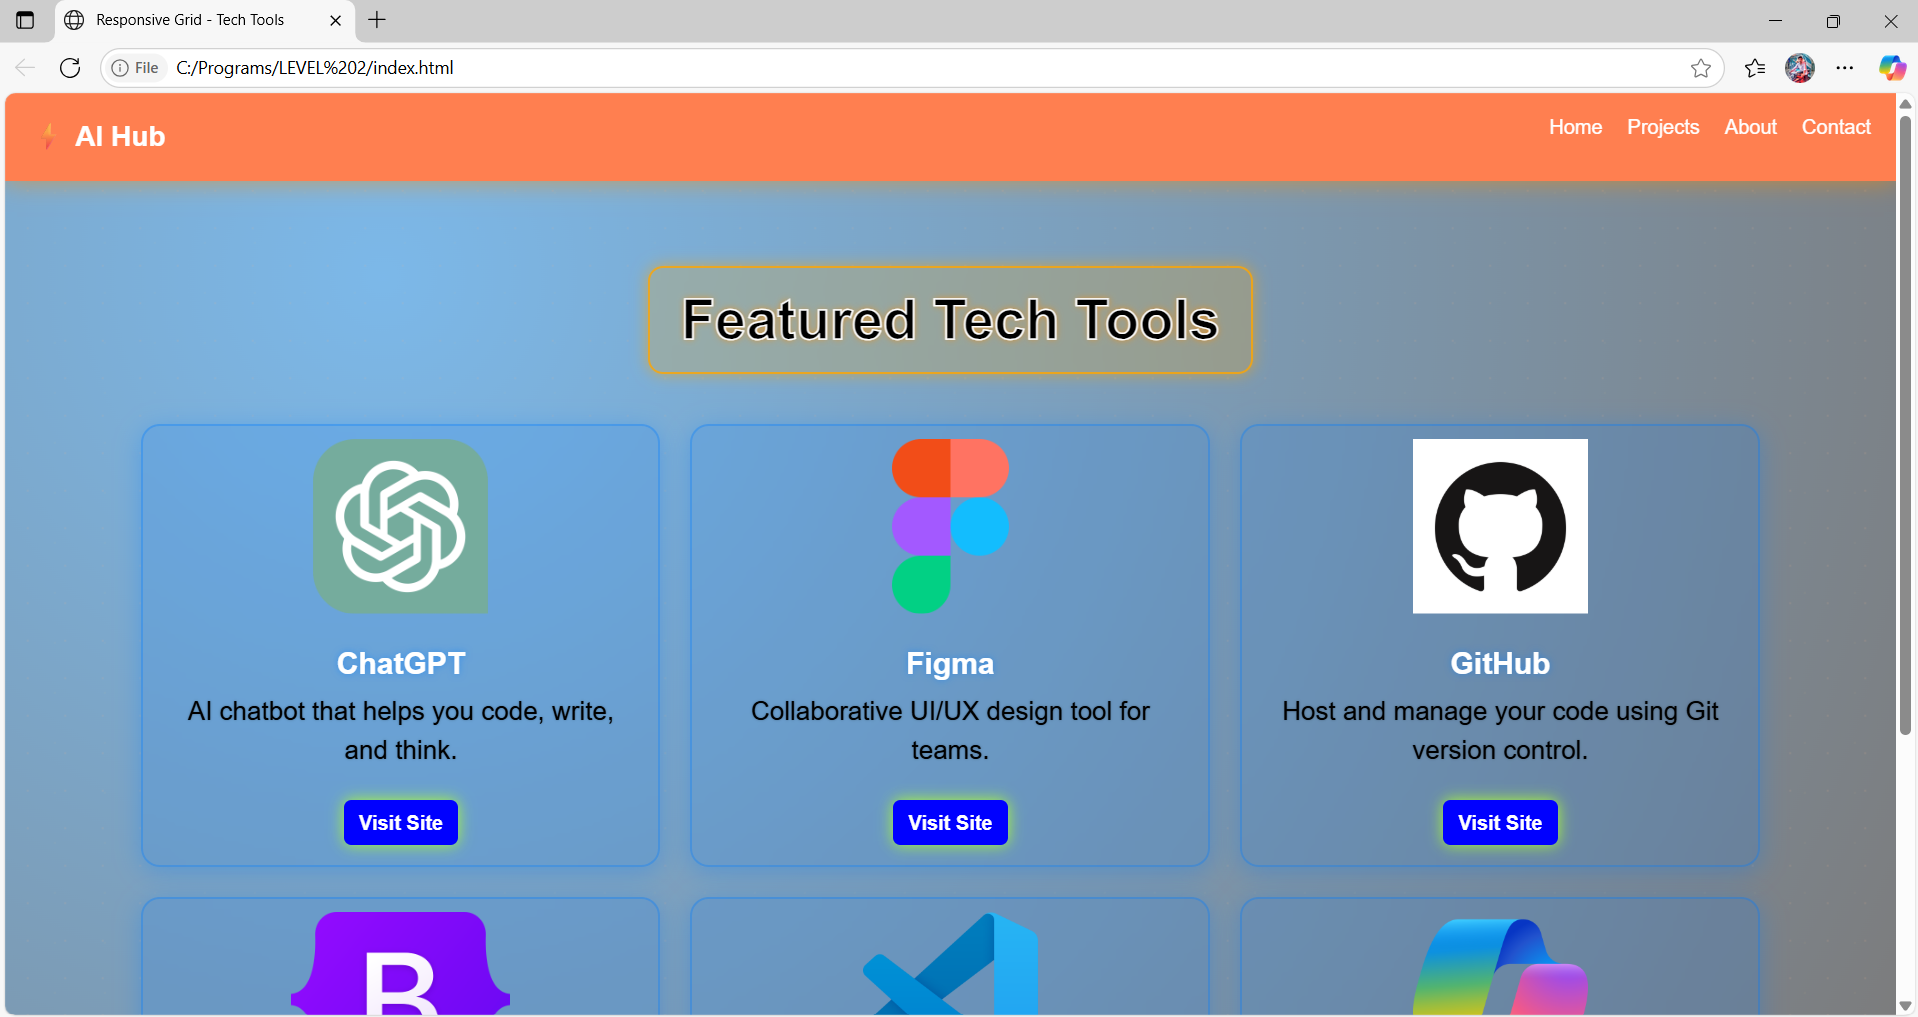 Responsive Grid - Tech Tools
File
C:/Programs/LEVEL%202/index.html
AI Hub
Home
Projects
About
Contact
Featured Tech Tools
ChatGPT
AI chatbot that helps you code, write,
and think.
Visit Site
Figma
Collaborative UI/UX design tool for
teams.
Visit Site
GitHub
Host and manage your code using Git
version control.
Visit Site
B